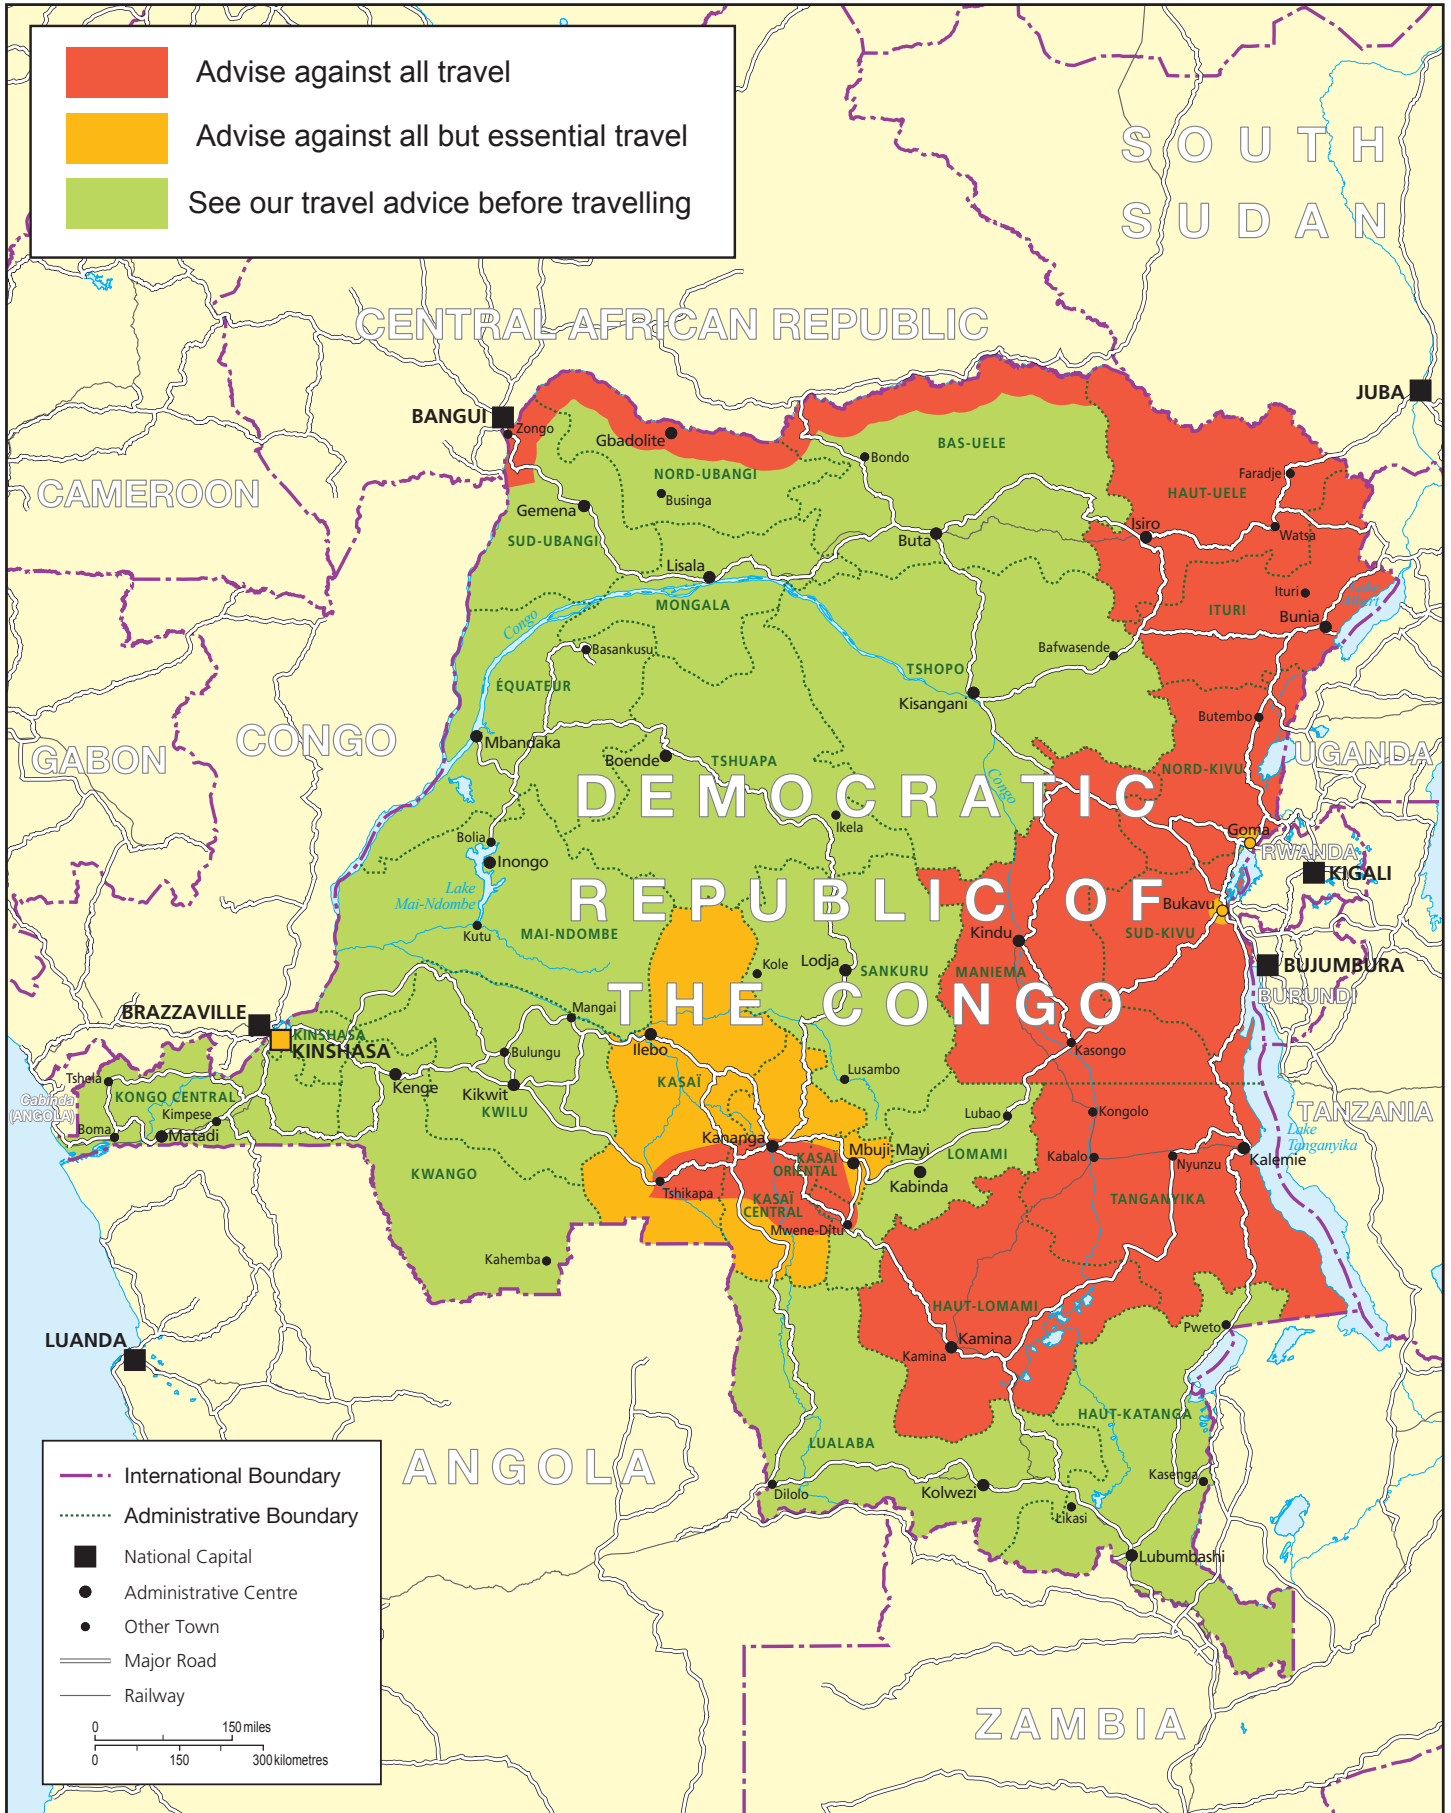 Advise against all travel
Advise against all but essential travel
See our travel advice before travelling
SOUTH
SUDAN
CENTRAL AFRICAN REPUBLIC
JUBA
BANGUI
Zongo
Gbadolite
Bondo
BAS-UELE
NORD-UBANGI
Faradje
CAMEROON
Businga
HAUT-UELE
Gemena
Isiro
Watsa
SUD-UBANGI
Buta
Lisala
Ituri
Lake
Albert
MONGALA
ITURI
Bunia
Congo
Basankusu
Bafwasende
TSHOPO
ÉQUATEUR
Kisangani
Butembo
CONGO
Mbandaka
GABON
Boende
TSHUAPA
NORD-KIVU
UGANDA
DEMOCRATIC
Congo
Ikela
Goma
Bolia
RWANDA
Inongo
KIGALI
Lake
Mai-Ndombe
REPUBLIC OF
Bukavu
Kutu
MAI-NDOMBE
Kindu
SUD-KIVU
Kole
Lodja
SANKURU
MANIEMA
BUJUMBURA
BURUNDI
THE CONGO
BRAZZAVILLE
Mangai
KINSHASA
KINSHASA
Ilebo
Bulungu
Kasongo
Tshela
Kenge
Kikwit
KASAÏ
Lusambo
Cabinda
(ANGOLA)
KONGO CENTRAL
KWILU
Kimpese
Lubao
Kongolo
TANZANIA
Boma
Matadi
Kananga
Lake
Tanganyika
Mbuji-Mayi
LOMAMI
Kabalo
Nyunzu
Kalemie
KASAÏ
ORIENTAL
KWANGO
Kabinda
Tshikapa
TANGANYIKA
KASAÏ
CENTRAL
Mwene-Ditu
Kahemba
HAUT-LOMAMI
Pweto
LUANDA
Kamina
Kamina
HAUT-KATANGA
LUALABA
ANGOLA
Kasenga
Dilolo
Kolwezi
Likasi
Lubumbashi
ZAMBIA
International Boundary
Administrative Boundary
National Capital
Administrative Centre
Other Town
Major Road
Railway
0 150 miles
0 150 300 kilometres